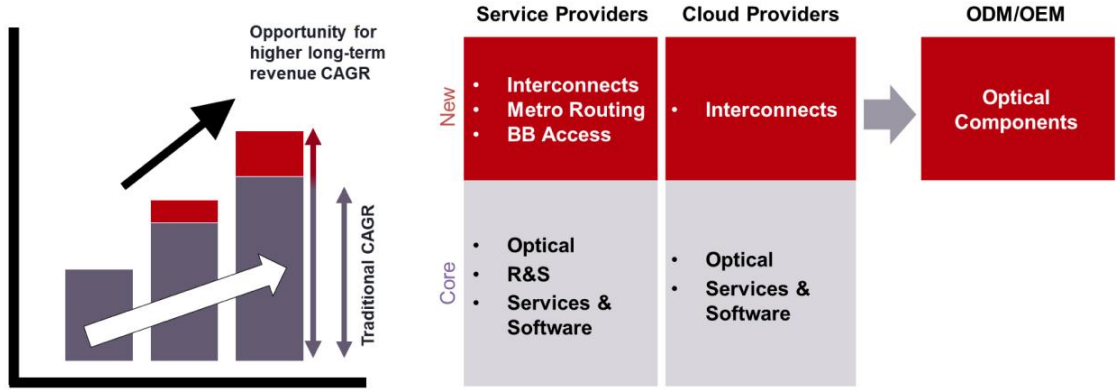 Opportunity for
higher long-term
revenue CAGR
Traditional CAGR
Service Providers
Cloud Providers
ODM/OEM
New
• Interconnects
• Metro Routing
• BB Access
• Interconnects
Optical
Components
Core
• Optical
• R&S
• Services &
Software
• Optical
• Services &
Software